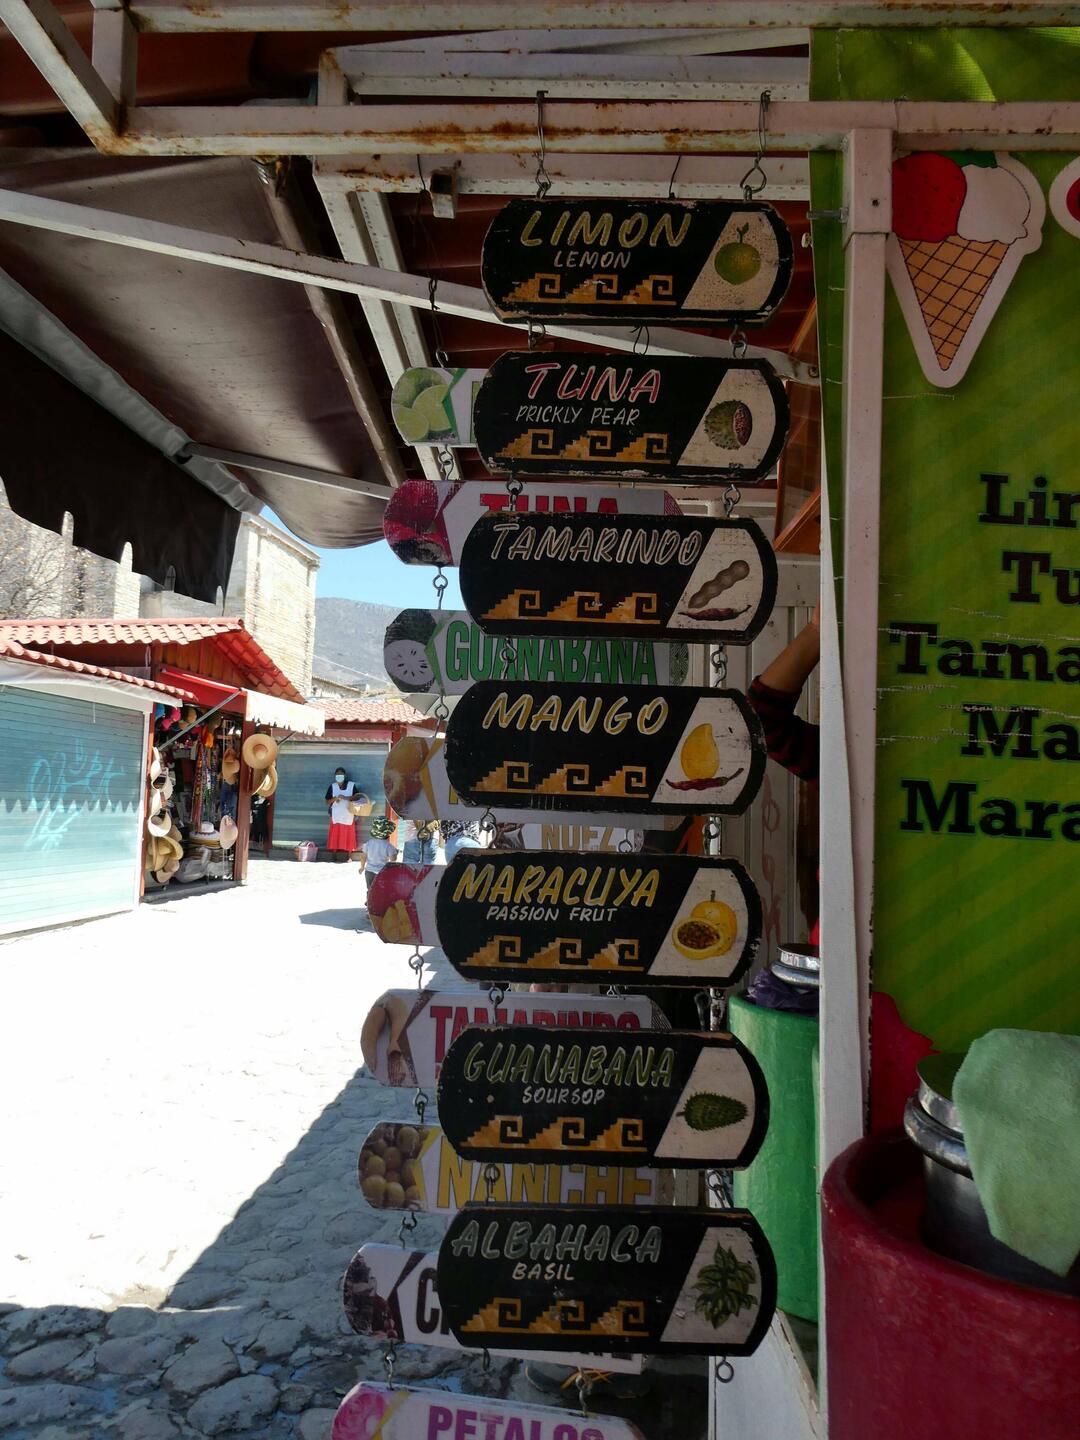 LIMON
LEMON
TUNA
PRICKLY PEAR
TUNA
TAMARINDO
GUANABANA
MANGO
NUEZ
MARACUYA
PASSION FRUT
TAMARINDO
GUANABANA
SOURSOP
NANCHE
ALBAHACA
BASIL
PETALOS
Lim
Tu
Tama
Ma
Mara